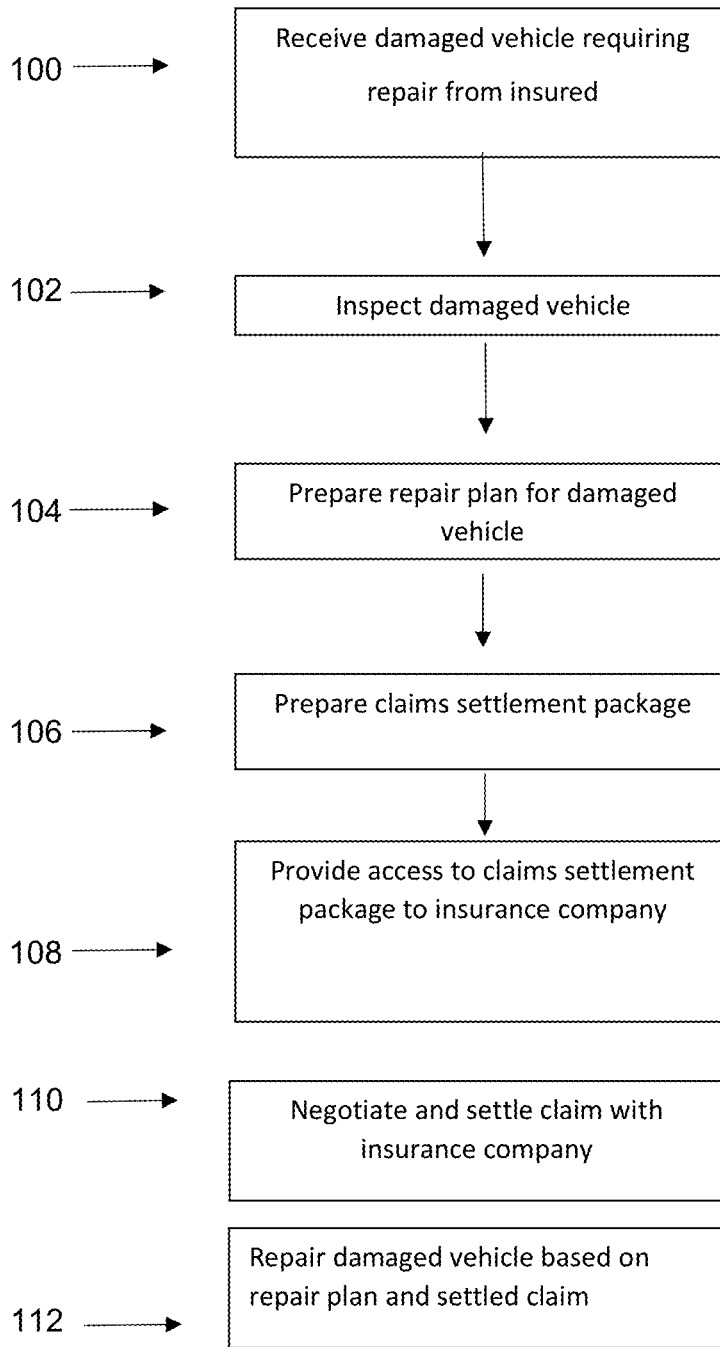 100
Receive damaged vehicle requiring
repair from insured
102
Inspect damaged vehicle
104
Prepare repair plan for damaged
vehicle
106
Prepare claims settlement package
108
Provide access to claims settlement
package to insurance company
110
Negotiate and settle claim with
insurance company
112
Repair damaged vehicle based on
repair plan and settled claim